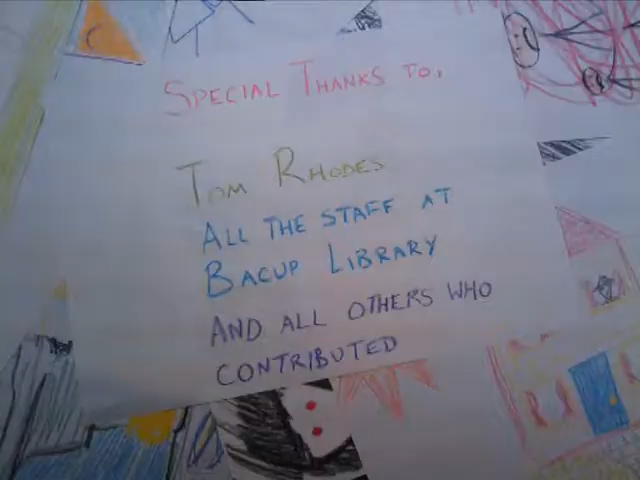 SPECIAL THANKS TO,
TOM RHODES
ALL THE STAFF AT
BACUP LIBRARY
AND ALL OTHERS WHO
CONTRIBUTED